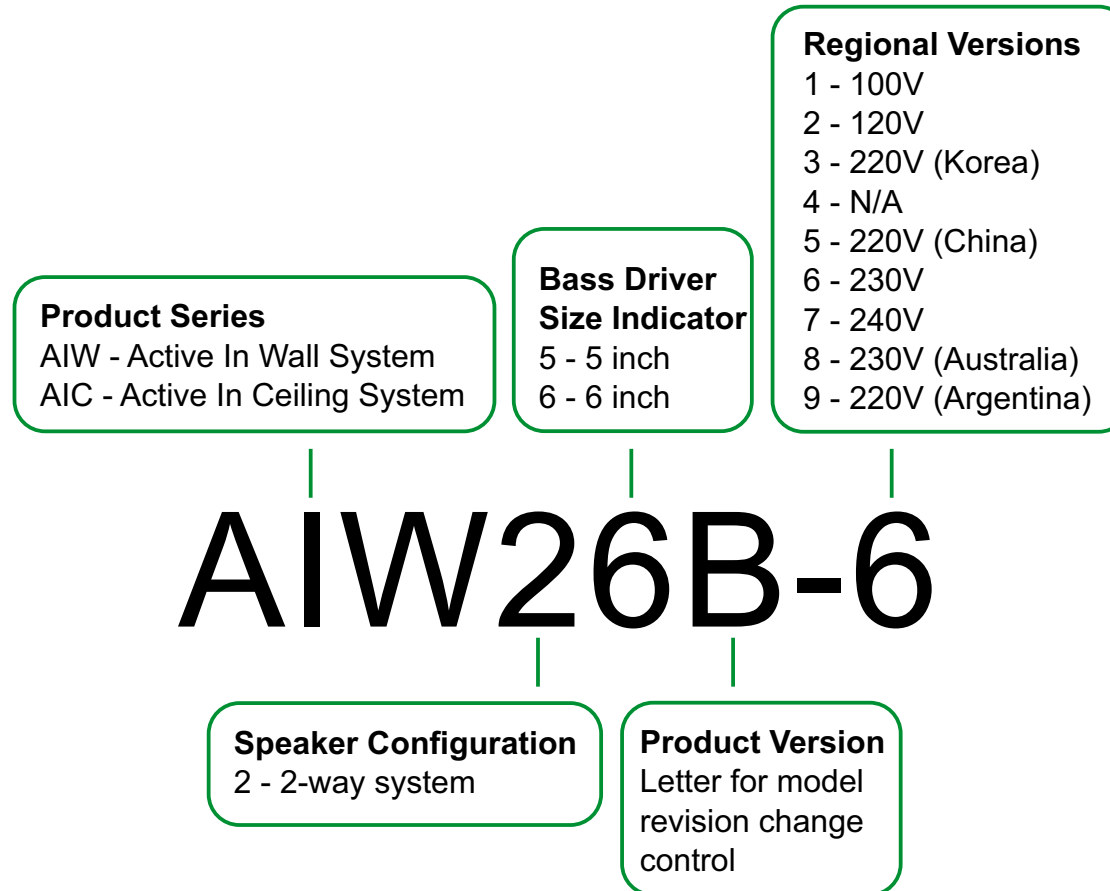 Regional Versions
1 - 100V
2 - 120V
3 - 220V (Korea)
4 - N/A
5 - 220V (China)
6 - 230V
7 - 240V
8 - 230V (Australia)
9 - 220V (Argentina)
Bass Driver
Size Indicator
5 - 5 inch
6 - 6 inch
Product Series
AIW - Active In Wall System
AIC - Active In Ceiling System
AIW26B-6
Speaker Configuration
2 - 2-way system
Product Version
Letter for model
revision change
control